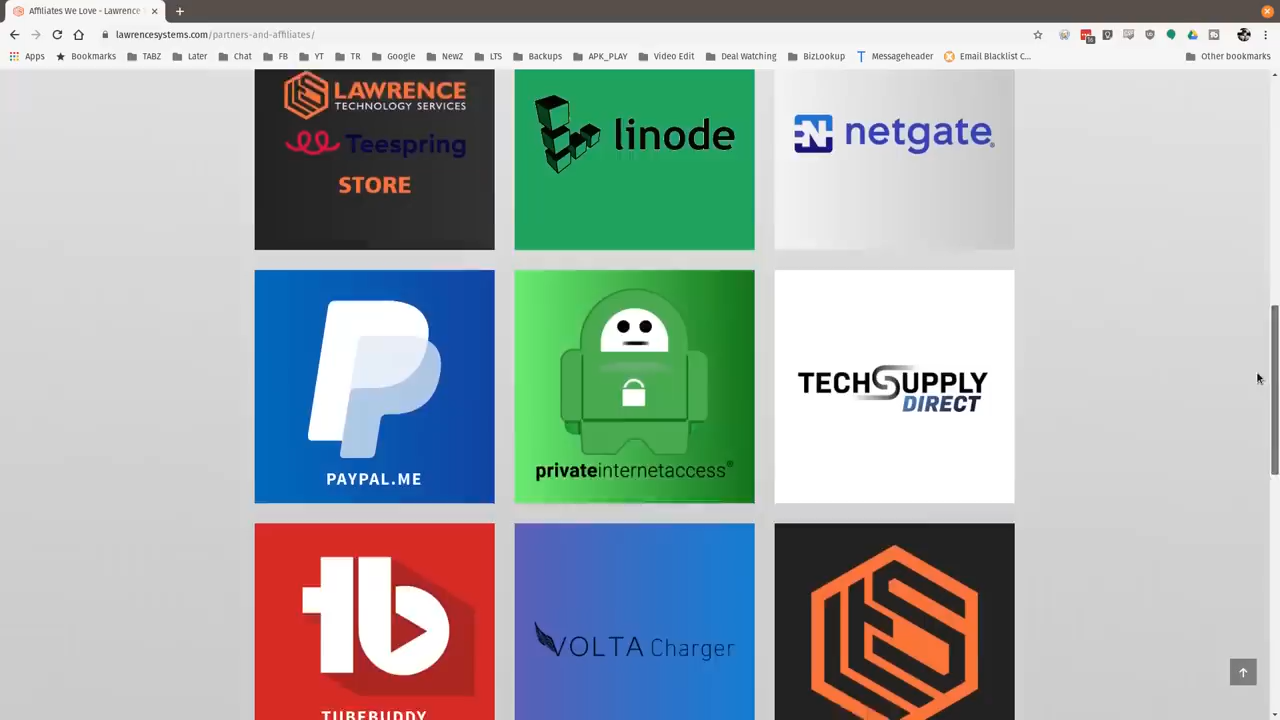 Affiliates We Love - Lawrence
lawrencesystems.com/partners-and-affiliates/
Apps Bookmarks TABZ Later Chat FB YT TR Google NewZ LTS Backups APK_PLAY Video Edit Deal Watching BizLookup Messageheader Email Blacklist C... Other bookmarks
LAWRENCE
TECHNOLOGY SERVICES
Teespring
STORE
linode
netgate
PAYPAL.ME
privateinternetaccess®
TECHSUPPLY
DIRECT
tb
TUBEBUDDY
VOLTA Charger